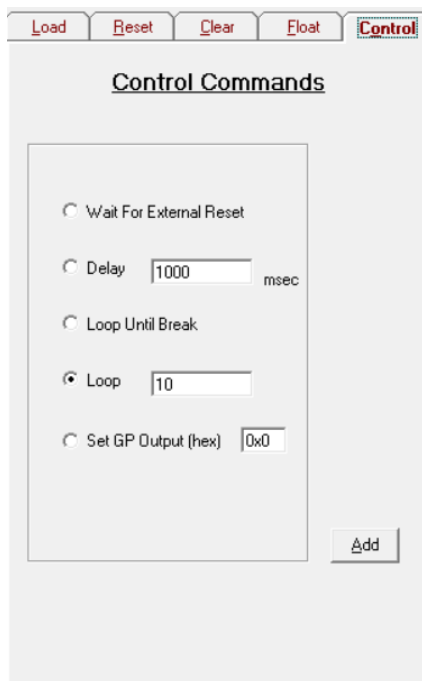 Load Reset Clear Float Control
Control Commands
Wait For External Reset
Delay 1000 msec
Loop Until Break
Loop 10
Set GP Output (hex) 0x0
Add